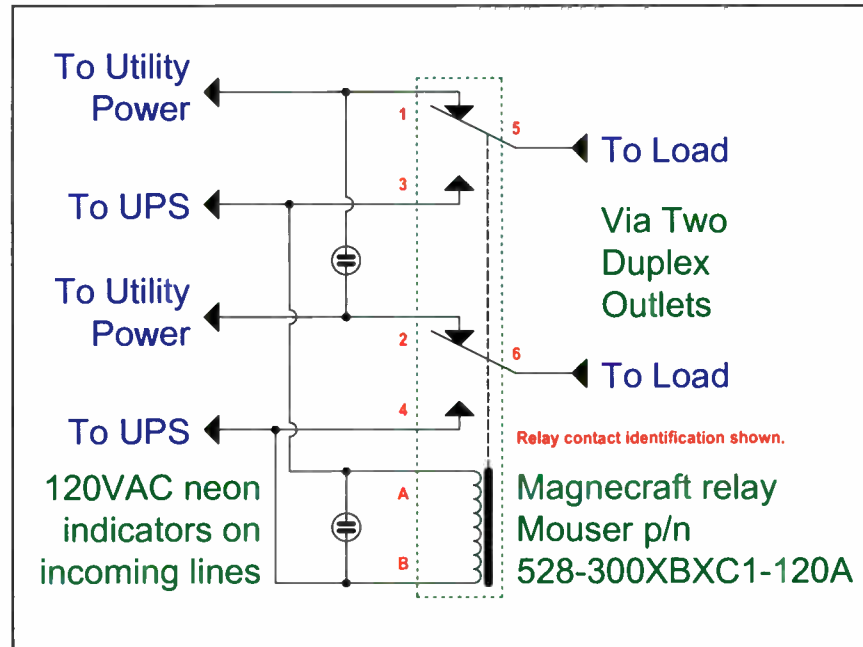 To Utility
Power
1
5
To Load
3
To UPS
Via Two
Duplex
Outlets
To Utility
Power
2
6
To Load
4
To UPS
Relay contact identification shown.
120VAC neon
indicators on
incoming lines
A
B
Magnecraft relay
Mouser p/n
528-300XBXC1-120A